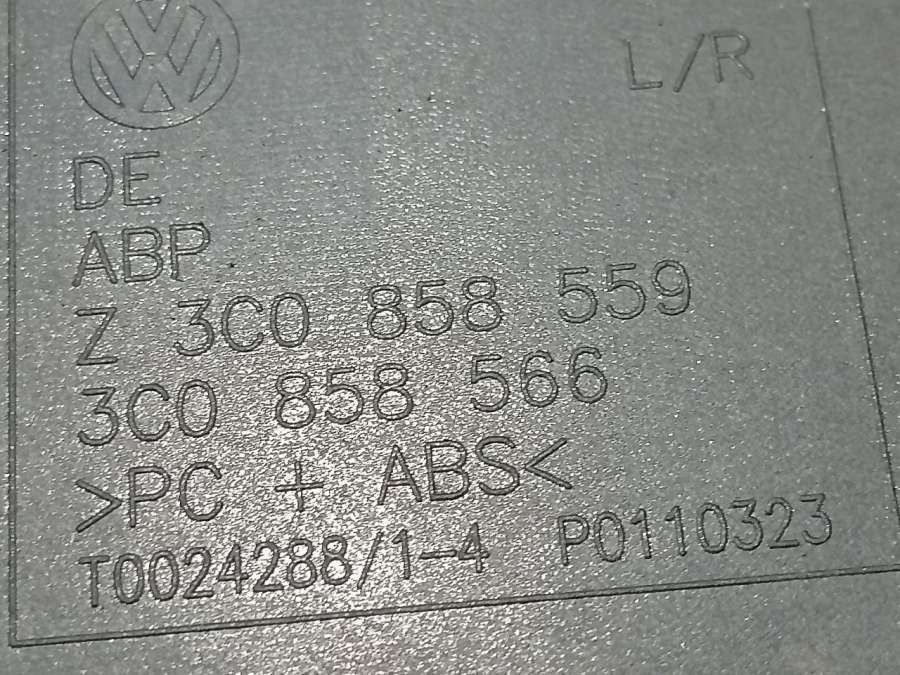 L/R
DE
ABP
Z 3C0 858 559
3C0 858 566
>PC + ABS<
T0024288/1-4 P0110323